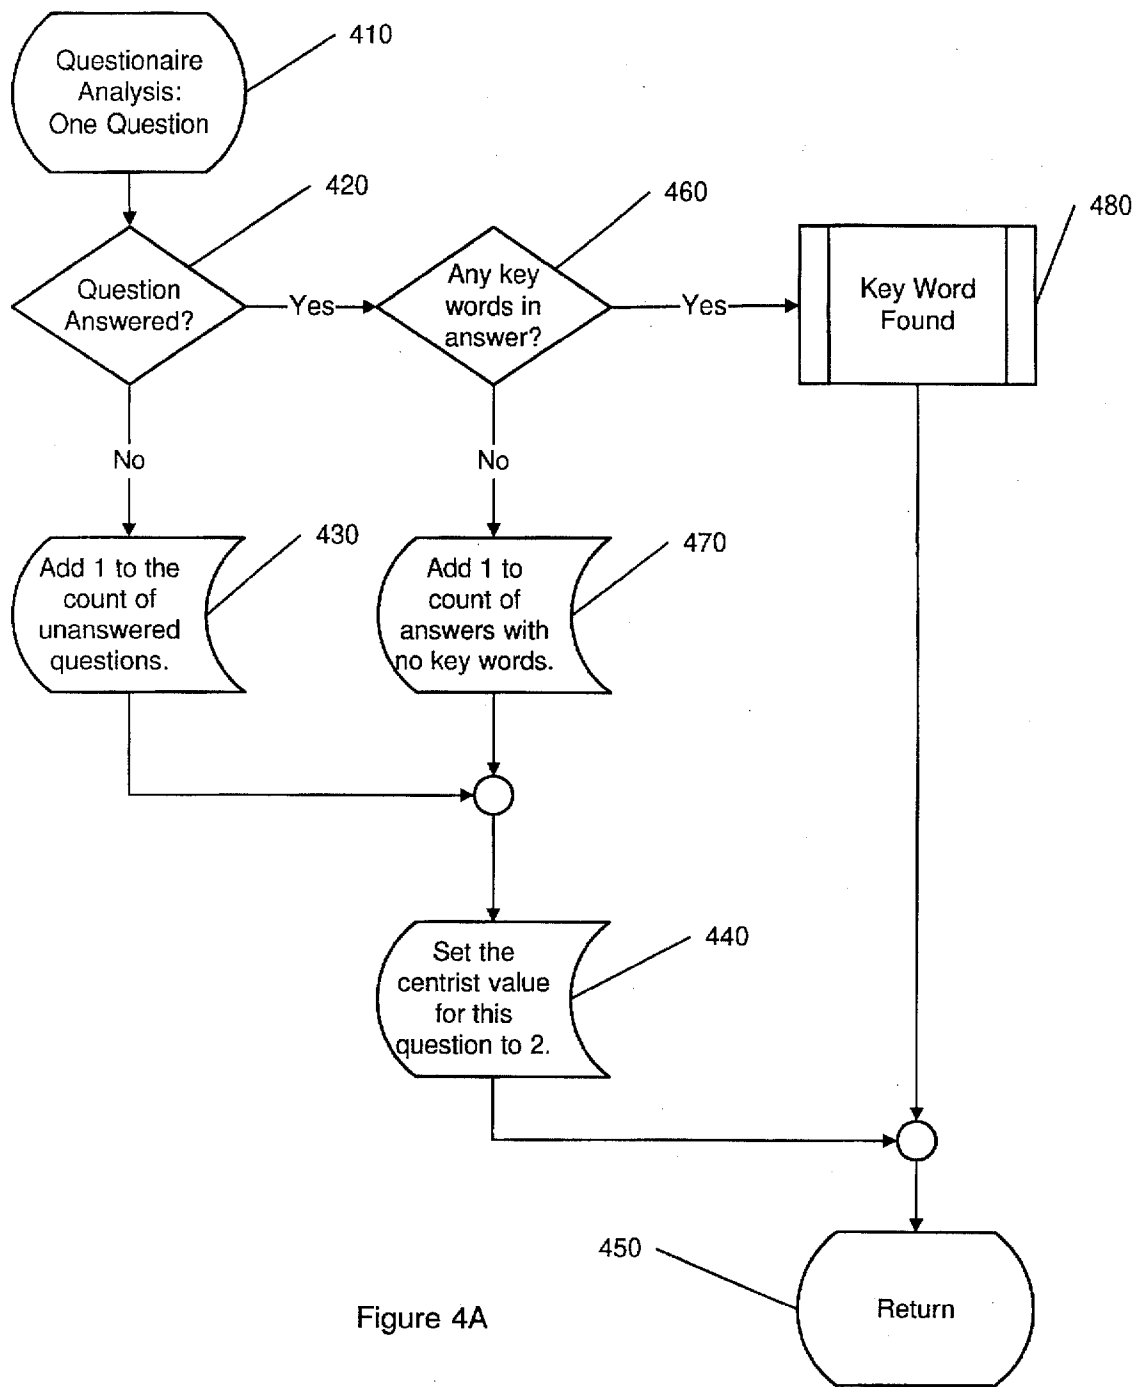 Questionaire
Analysis:
One Question
410
420
Question
Answered?
Yes
460
Any key
words in
answer?
Yes
480
Key Word
Found
No
No
430
Add 1 to the
count of
unanswered
questions.
470
Add 1 to
count of
answers with
no key words.
440
Set the
centrist value
for this
question to 2.
450
Return
Figure 4A